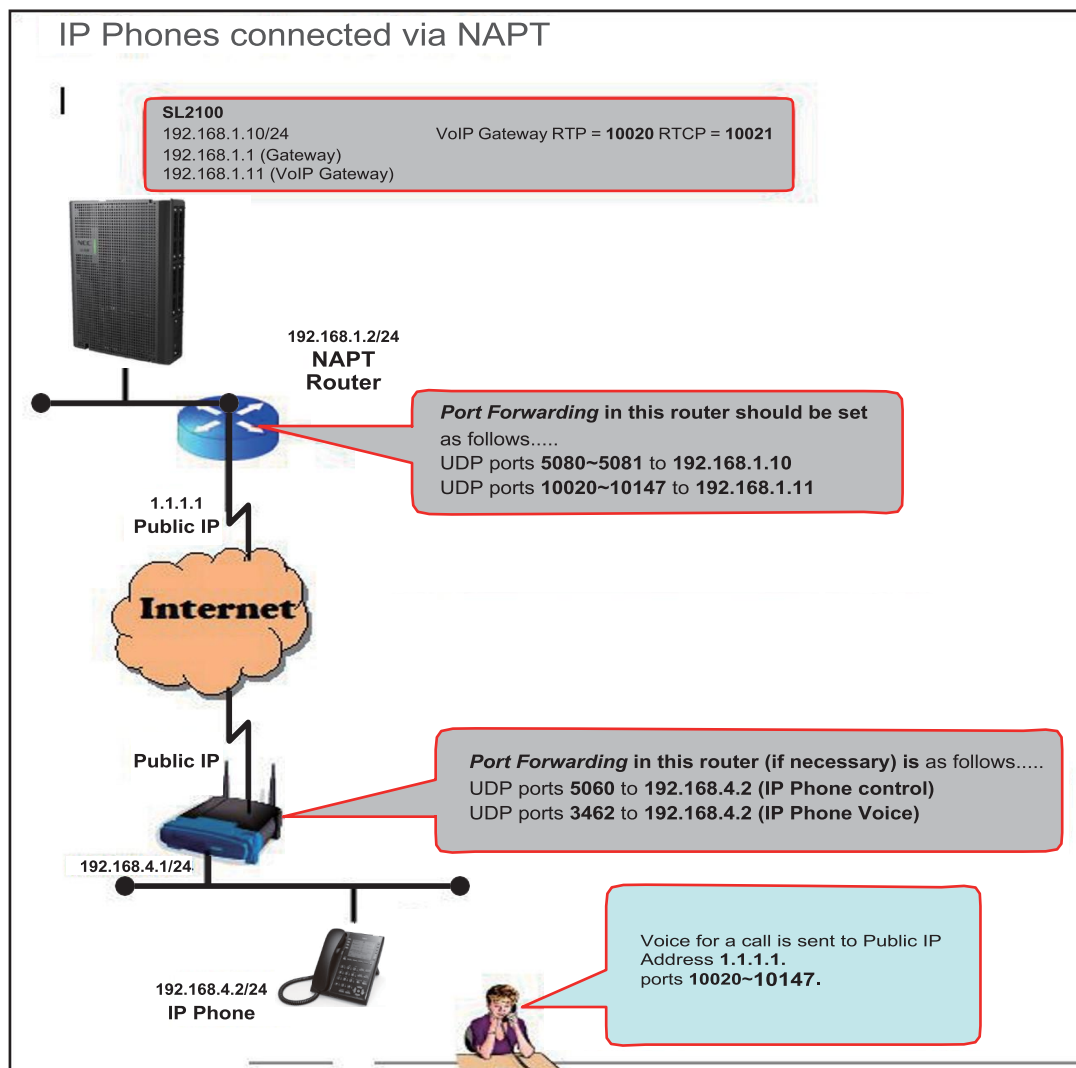 IP Phones connected via NAPT
SL2100
192.168.1.10/24 VoIP Gateway RTP = 10020 RTCP = 10021
192.168.1.1 (Gateway)
192.168.1.11 (VoIP Gateway)
NEC
192.168.1.2/24
NAPT
Router
Port Forwarding in this router should be set
as follows.....
UDP ports 5080~5081 to 192.168.1.10
UDP ports 10020~10147 to 192.168.1.11
1.1.1.1
Public IP
Internet
Public IP
Port Forwarding in this router (if necessary) is as follows.....
UDP ports 5060 to 192.168.4.2 (IP Phone control)
UDP ports 3462 to 192.168.4.2 (IP Phone Voice)
192.168.4.1/24
Voice for a call is sent to Public IP
Address 1.1.1.1.
ports 10020~10147.
192.168.4.2/24
IP Phone